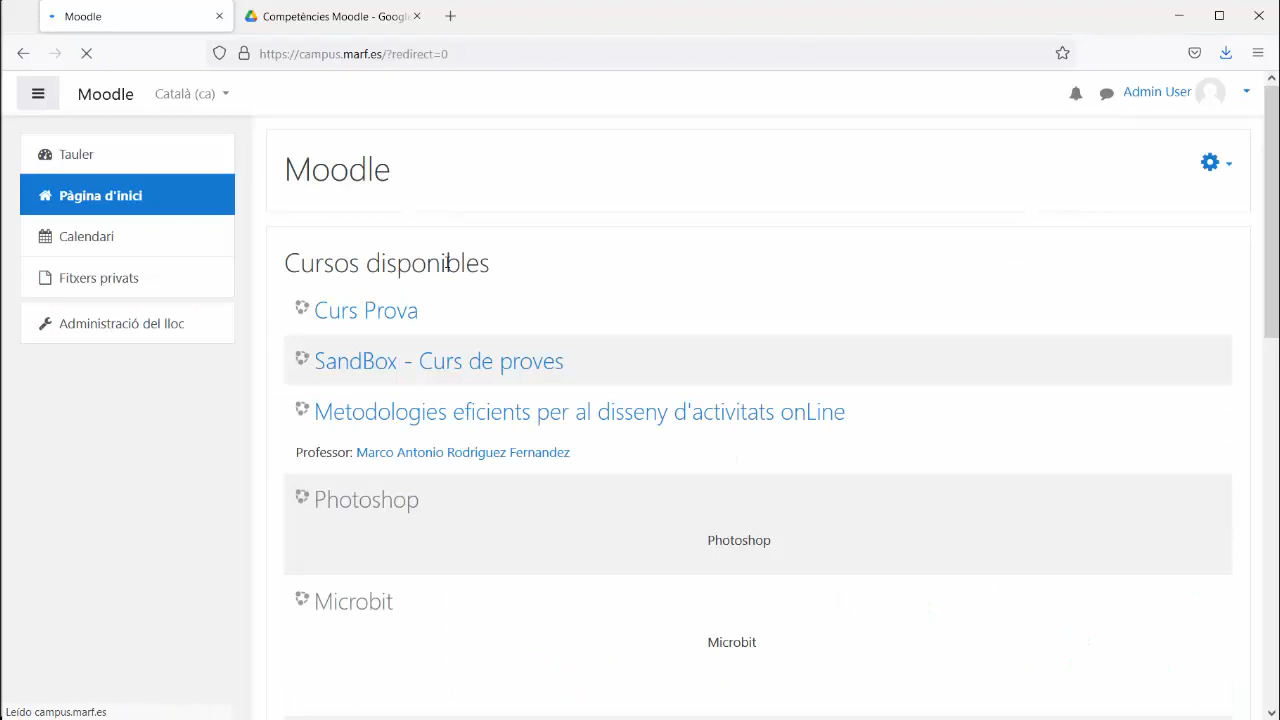 Moodle
Competències Moodle - Google
https://campus.marf.es/?redirect=0
Moodle
Català (ca)
Admin User
Tauler
Pàgina d'inici
Calendari
Fitxers privats
Administració del lloc
Moodle
Cursos disponibles
Curs Prova
SandBox - Curs de proves
Metodologies eficients per al disseny d'activitats onLine
Professor: Marco Antonio Rodriguez Fernandez
Photoshop
Photoshop
Microbit
Microbit
Leído campus.marf.es